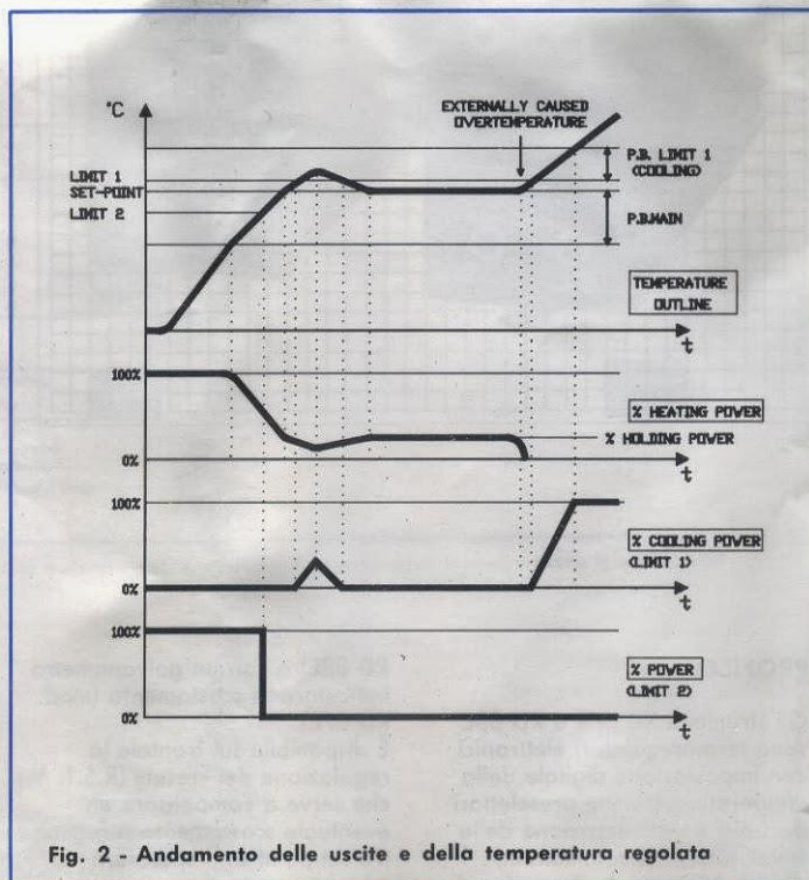 °C
EXTERNALLY CAUSED
OVERTEMPERATURE
LIMIT 1
SET-POINT
LIMIT 2
P.B. LIMIT 1
(COOLING)
P.B.MAIN
TEMPERATURE
OUTLINE
t
100%
% HEATING POWER
% HOLDING POWER
0%
t
100%
% COOLING POWER
(LIMIT 1)
0%
t
100%
% POWER
(LIMIT 2)
0%
t
Fig. 2 - Andamento delle uscite e della temperatura regolata